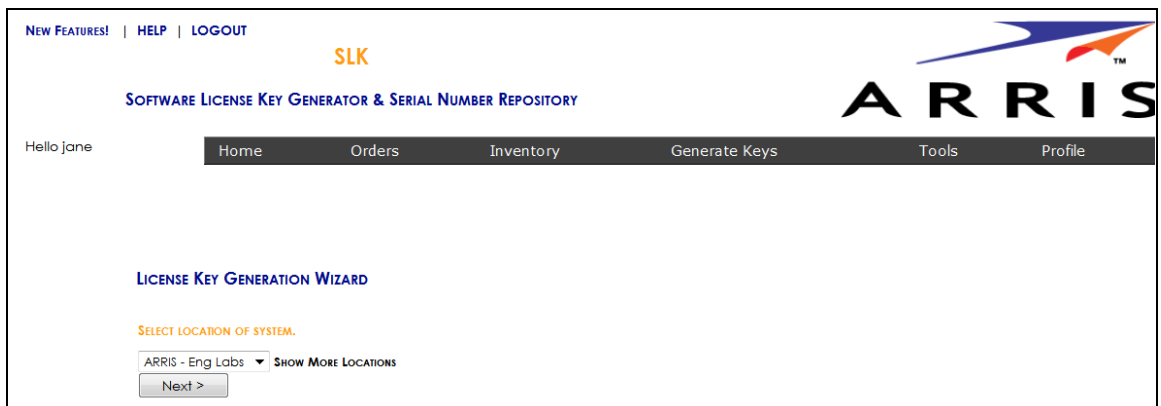 NEW FEATURES! | HELP | LOGOUT
SLK
SOFTWARE LICENSE KEY GENERATOR & SERIAL NUMBER REPOSITORY
TM
ARRIS
Hello jane
Home Orders Inventory Generate Keys Tools Profile
LICENSE KEY GENERATION WIZARD
SELECT LOCATION OF SYSTEM.
ARRIS - Eng Labs SHOW MORE LOCATIONS
Next >